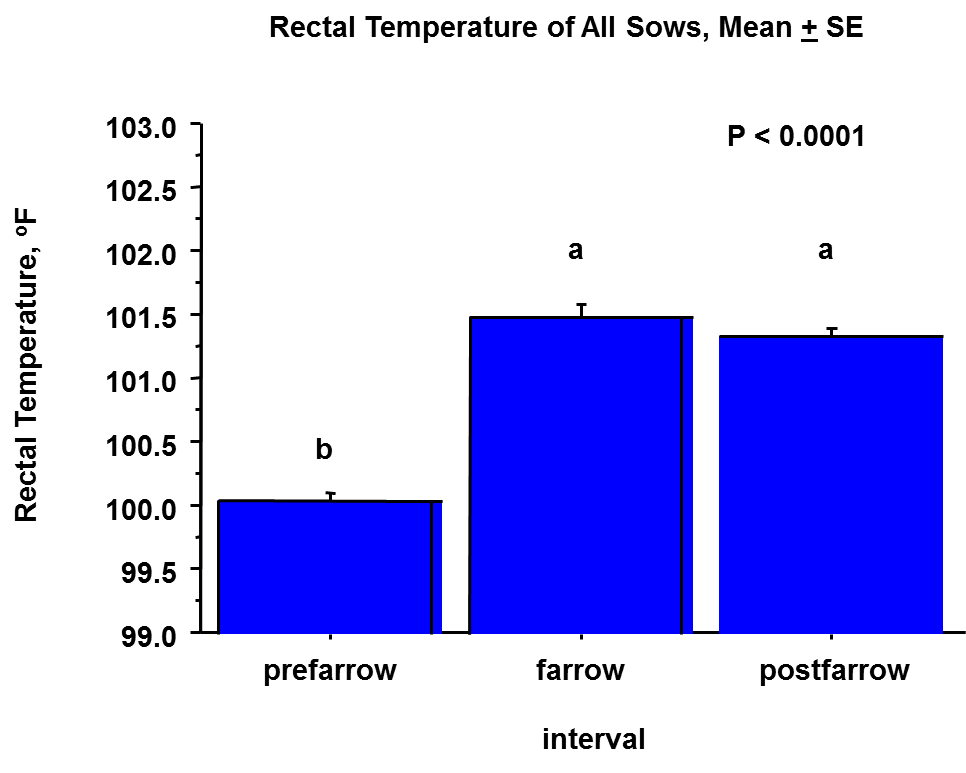 Rectal Temperature of All Sows, Mean ± SE
103.0
P < 0.0001
102.5
102.0
a
a
101.5
101.0
100.5
b
100.0
99.5
99.0
Rectal Temperature, ºF
prefarrow farrow postfarrow
interval